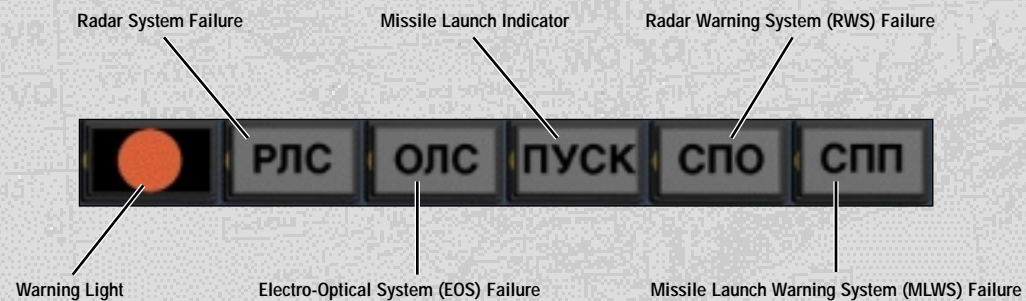 Radar System Failure
Missile Launch Indicator
Radar Warning System (RWS) Failure
РЛС
ОЛС
ПУСК
СПО
СПП
Warning Light
Electro-Optical System (EOS) Failure
Missile Launch Warning System (MLWS) Failure